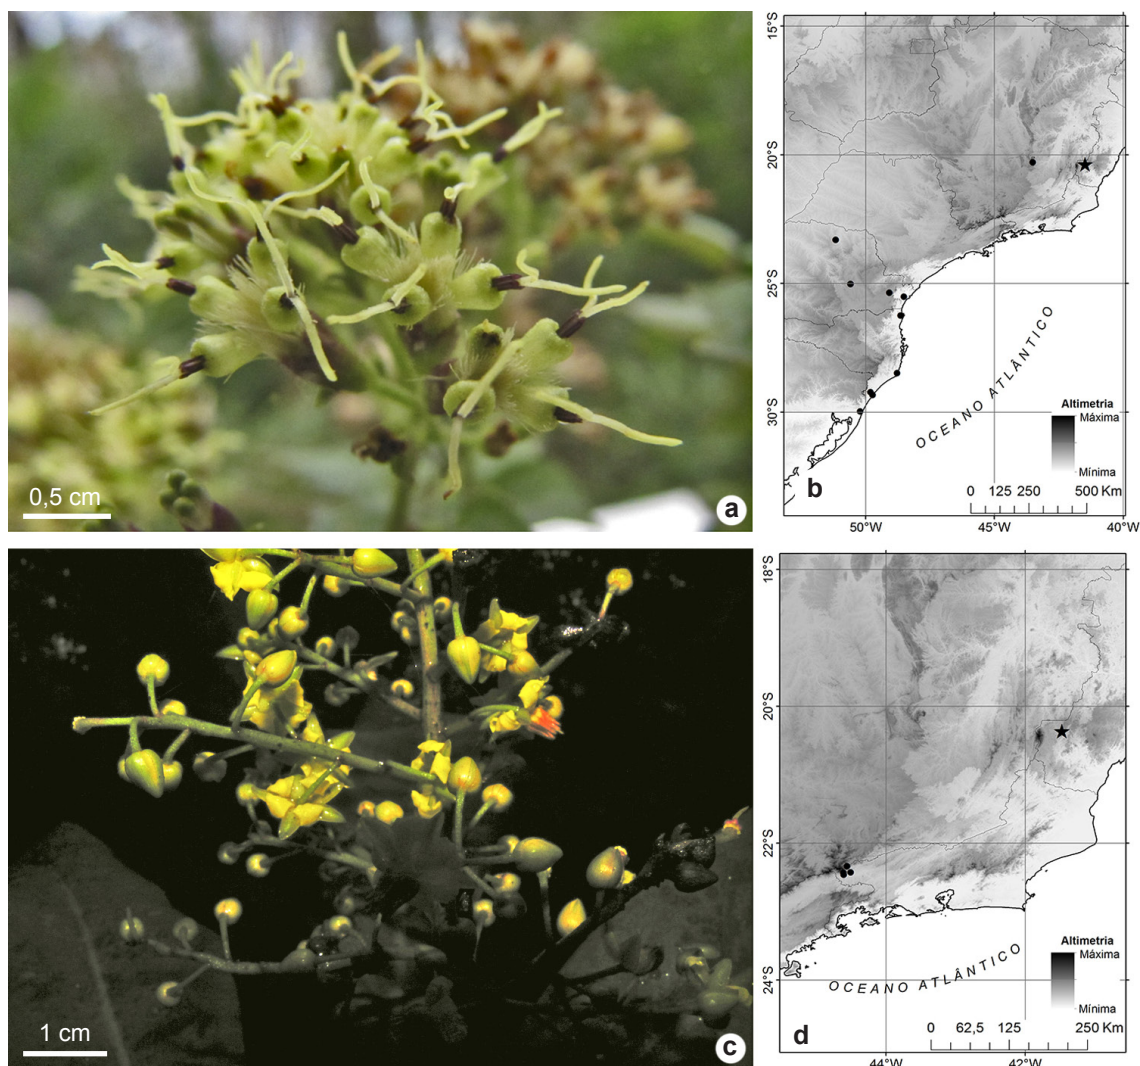 0,5 cm
a
15°S
20°S
25°S
30°S
OCEANO ATLÂNTICO
Altimetria
Máxima
Mínima
0 125 250 500 Km
b
50°W 45°W 40°W
1 cm
c
18°S
20°S
22°S
24°S
OCEANO ATLÂNTICO
Altimetria
Máxima
Mínima
0 62,5 125 250 Km
d
44°W 42°W